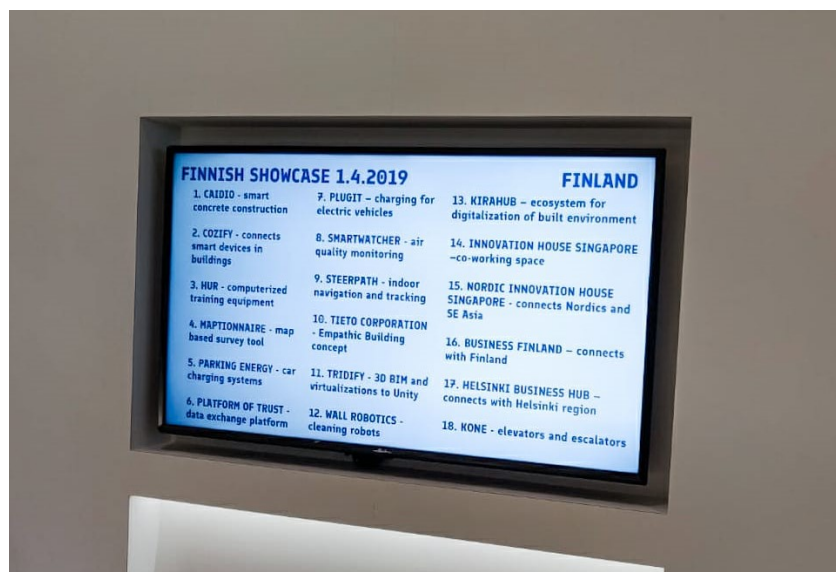 FINNISH SHOWCASE 1.4.2019
FINLAND
1. CAIDIO - smart
concrete construction
2. COZIFY - connects
smart devices in
buildings
3. HUR - computerized
training equipment
4. MAPTIONNAIRE - map
based survey tool
5. PARKING ENERGY - car
charging systems
6. PLATFORM OF TRUST -
data exchange platform
7. PLUGIT – charging for
electric vehicles
8. SMARTWATCHER - air
quality monitoring
9. STEERPATH - indoor
navigation and tracking
10. TIETO CORPORATION
- Empathic Building
concept
11. TRIDIFY - 3D BIM and
virtualizations to Unity
12. WALL ROBOTICS -
cleaning robots
13. KIRAHUB – ecosystem for
digitalization of built environment
14. INNOVATION HOUSE SINGAPORE
–co-working space
15. NORDIC INNOVATION HOUSE
SINGAPORE - connects Nordics and
SE Asia
16. BUSINESS FINLAND – connects
with Finland
17. HELSINKI BUSINESS HUB –
connects with Helsinki region
18. KONE - elevators and escalators